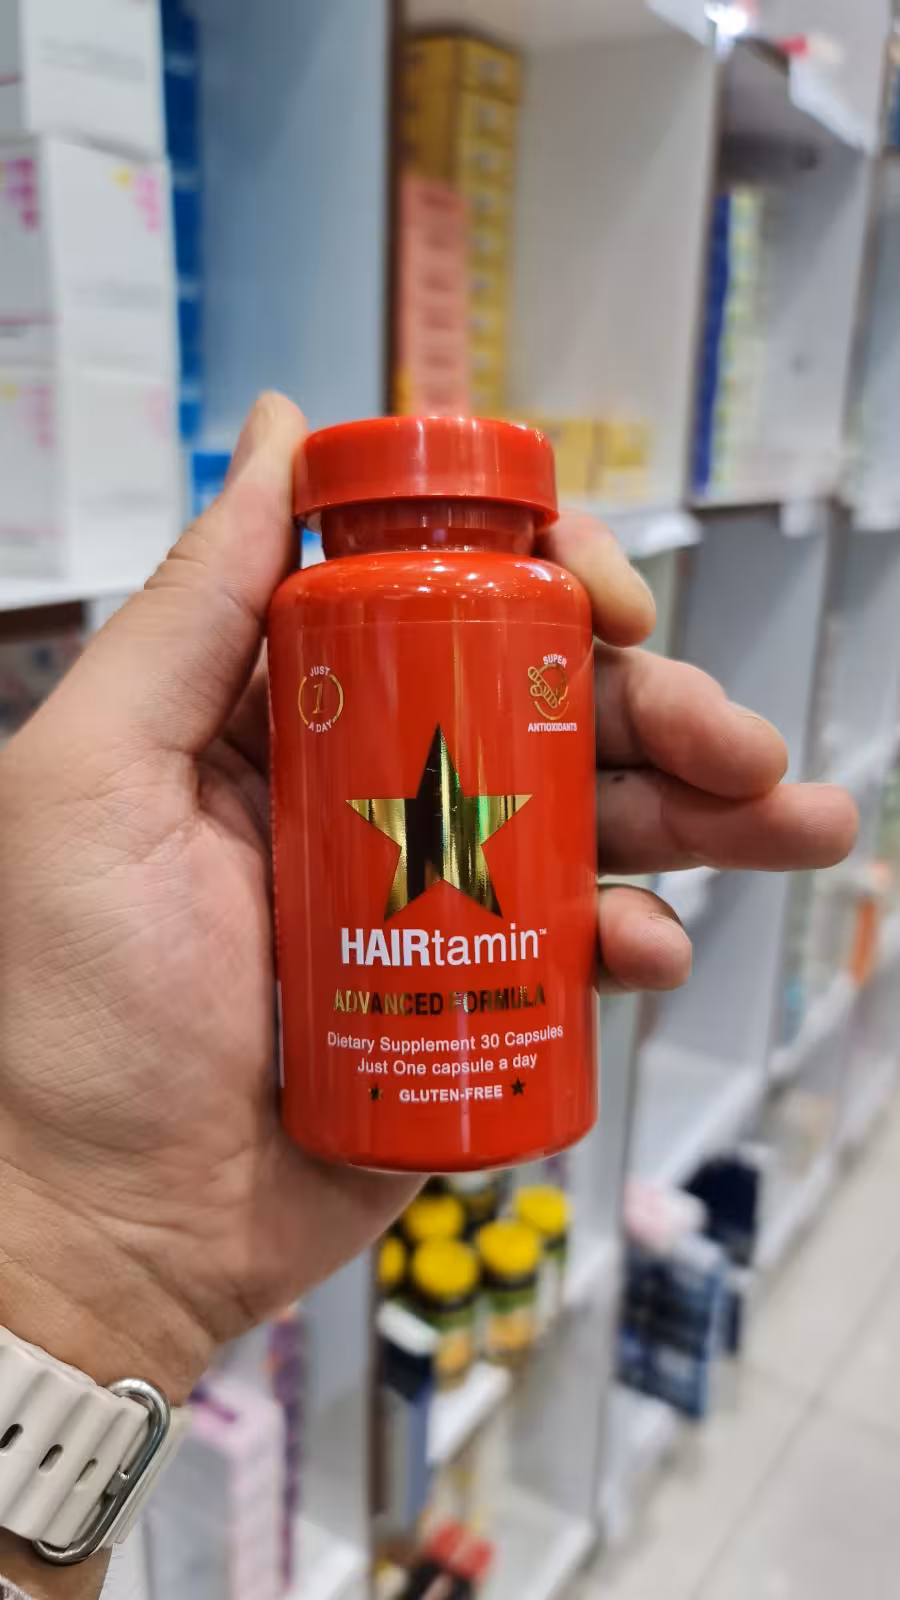 JUST
1
A DAY
SUPER
ANTIOXIDANTS
HAIRtamin™
ADVANCED FORMULA
Dietary Supplement 30 Capsules
Just One capsule a day
GLUTEN-FREE